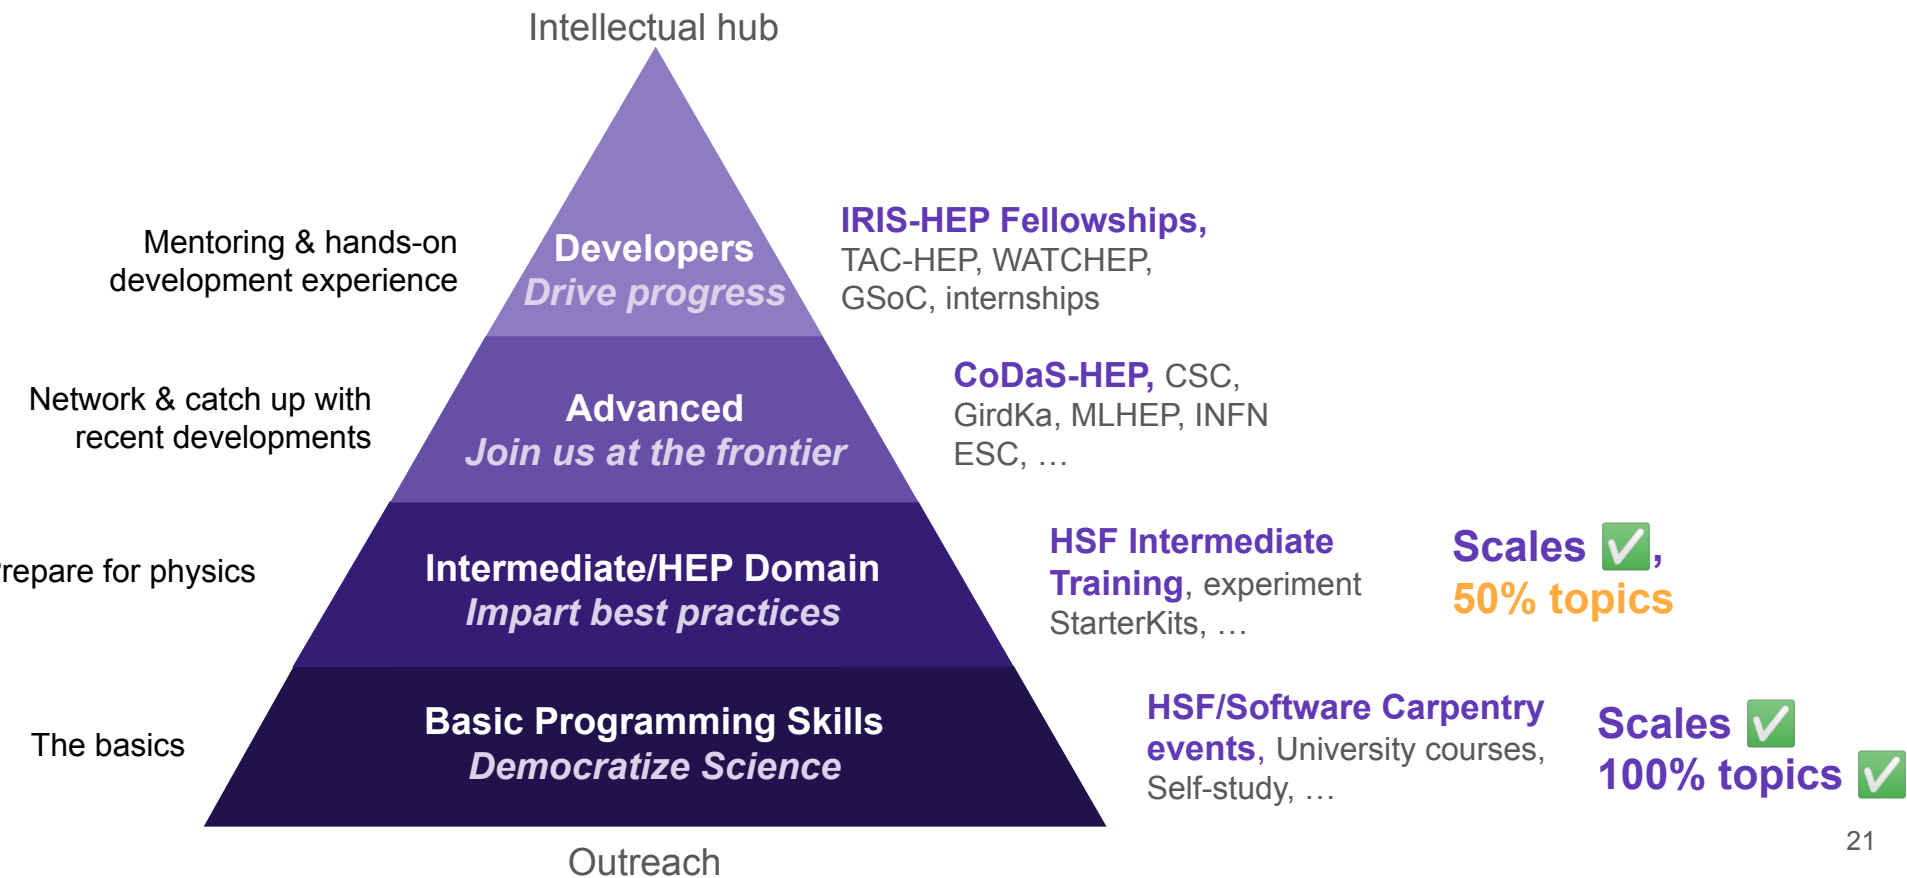 Intellectual hub
Mentoring & hands-on
development experience
Developers
Drive progress
IRIS-HEP Fellowships,
TAC-HEP, WATCHEP,
GSoC, internships
Network & catch up with
recent developments
Advanced
Join us at the frontier
CoDaS-HEP, CSC,
GirdKa, MLHEP, INFN
ESC, …
Prepare for physics
Intermediate/HEP Domain
Impart best practices
HSF Intermediate
Training, experiment
StarterKits, …
Scales ✅,
50% topics
The basics
Basic Programming Skills
Democratize Science
HSF/Software Carpentry
events, University courses,
Self-study, …
Scales ✅
100% topics ✅
Outreach
21